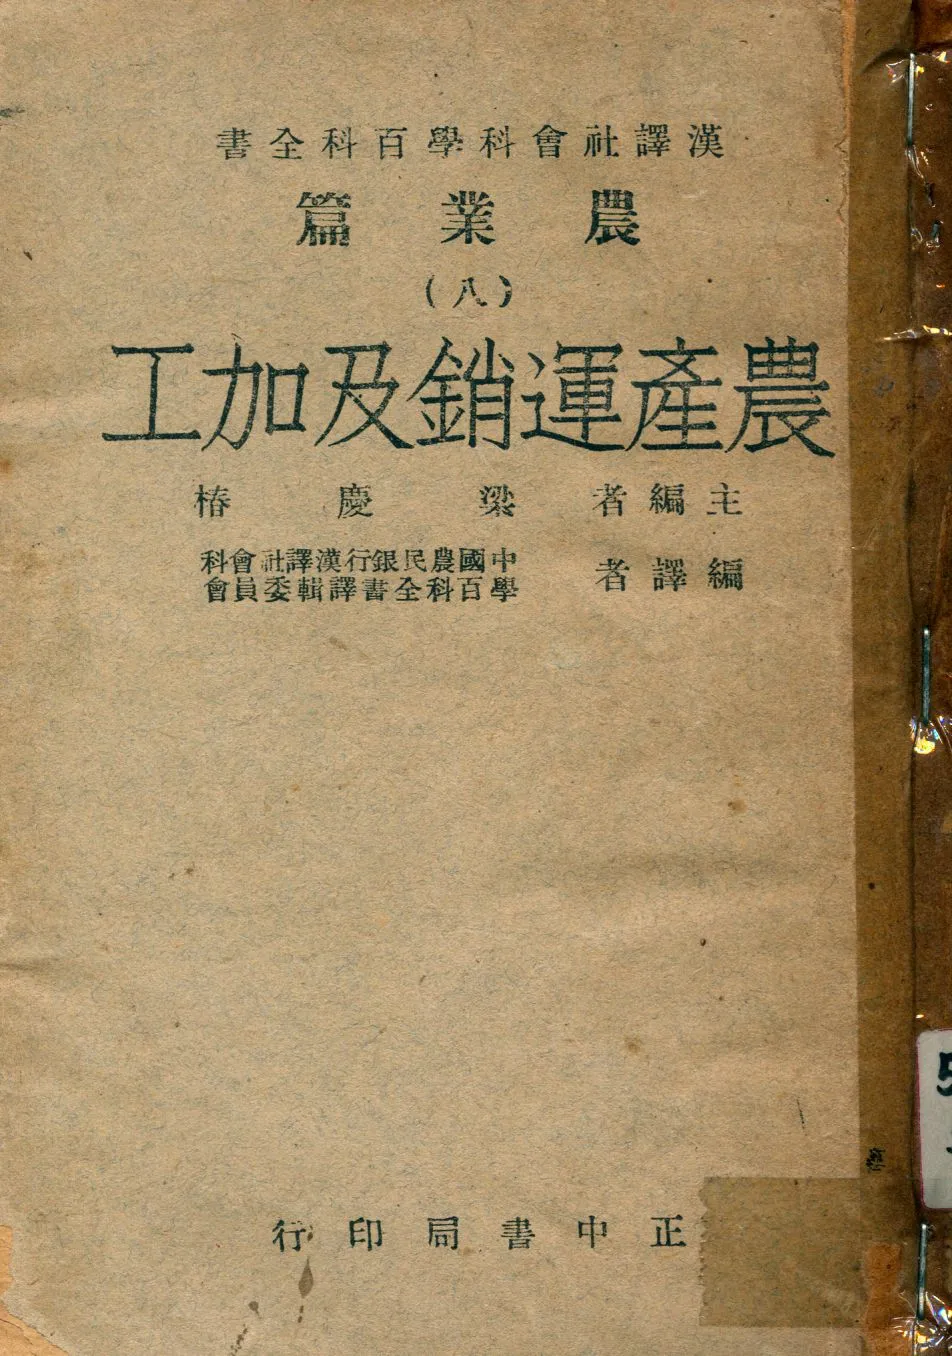 漢譯社會科學百科全書
農業篇
（八）
農產運銷及加工
主編者 梁慶椿
編譯者 中國農民銀行漢譯社會科
學百科全書譯輯委員會
正中書局印行
5